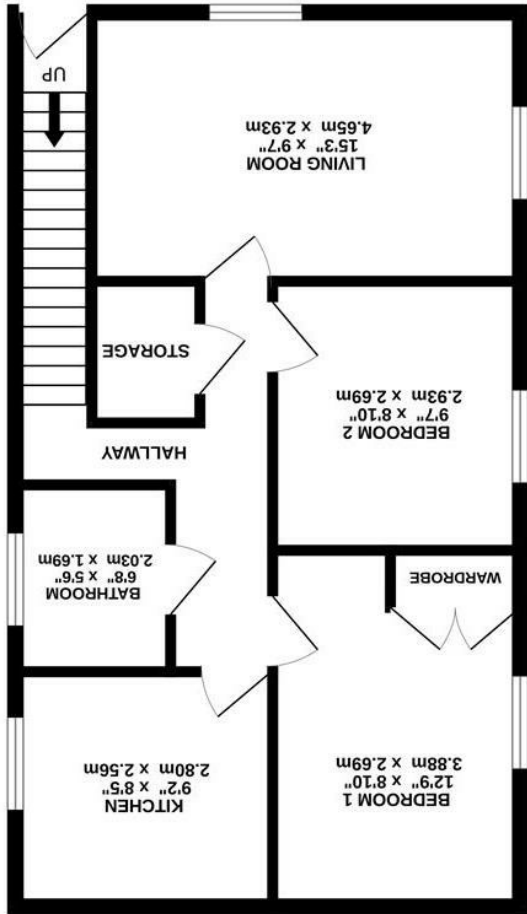 BEDROOM 1
12'9" x 8'10"
3.88m x 2.69m
KITCHEN
9'2" x 8'5"
2.80m x 2.56m
WARDROBE
BATHROOM
6'8" x 5'6"
2.03m x 1.69m
HALLWAY
BEDROOM 2
9'7" x 8'10"
2.93m x 2.69m
STORAGE
LIVING ROOM
15'3" x 9'7"
4.65m x 2.93m
UP